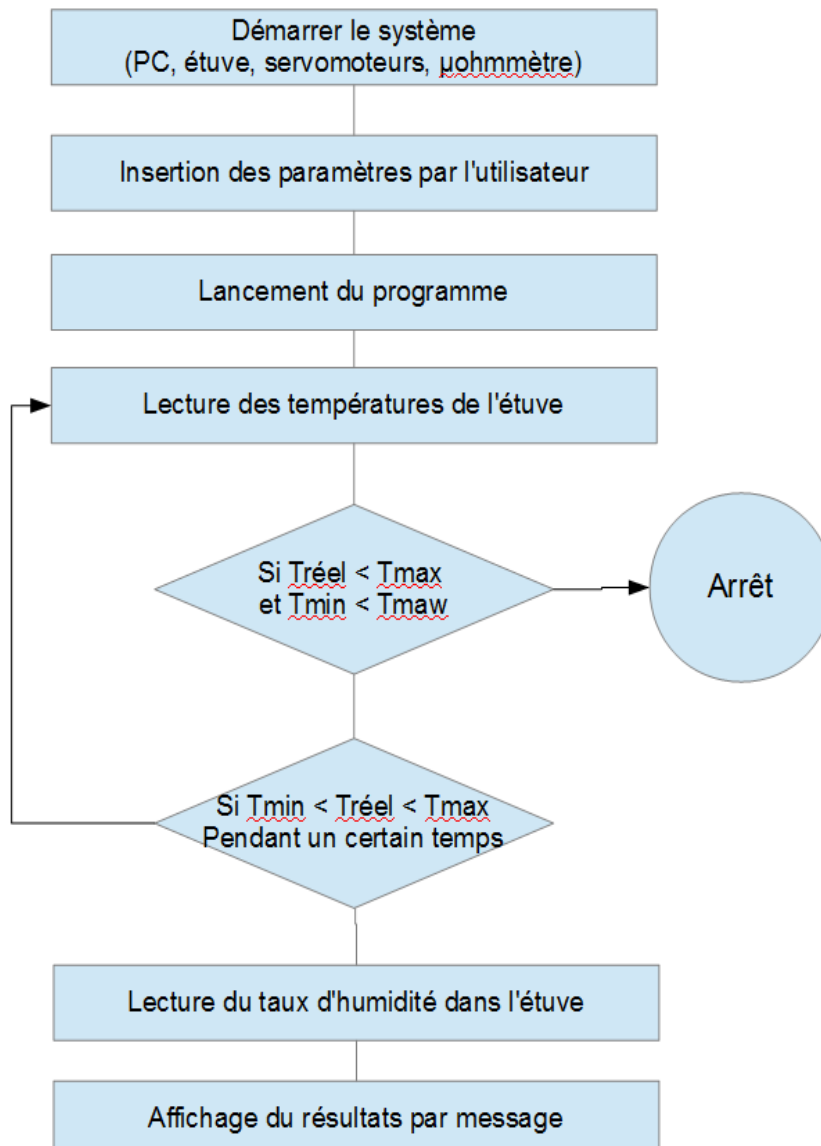 Démarrer le système
(PC, étuve, servomoteurs, µohmmètre)
Insertion des paramètres par l'utilisateur
Lancement du programme
Lecture des températures de l'étuve
Si Tréel < Tmax
et Tmin < Tmaw
Arrêt
Si Tmin < Tréel < Tmax
Pendant un certain temps
Lecture du taux d'humidité dans l'étuve
Affichage du résultats par message